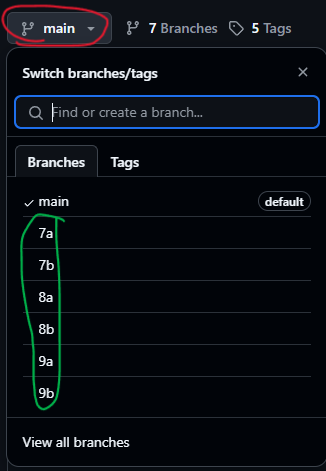 main 7 Branches 5 Tags
Switch branches/tags
Find or create a branch...
Branches Tags
main default
7a
7b
8a
8b
9a
9b
View all branches